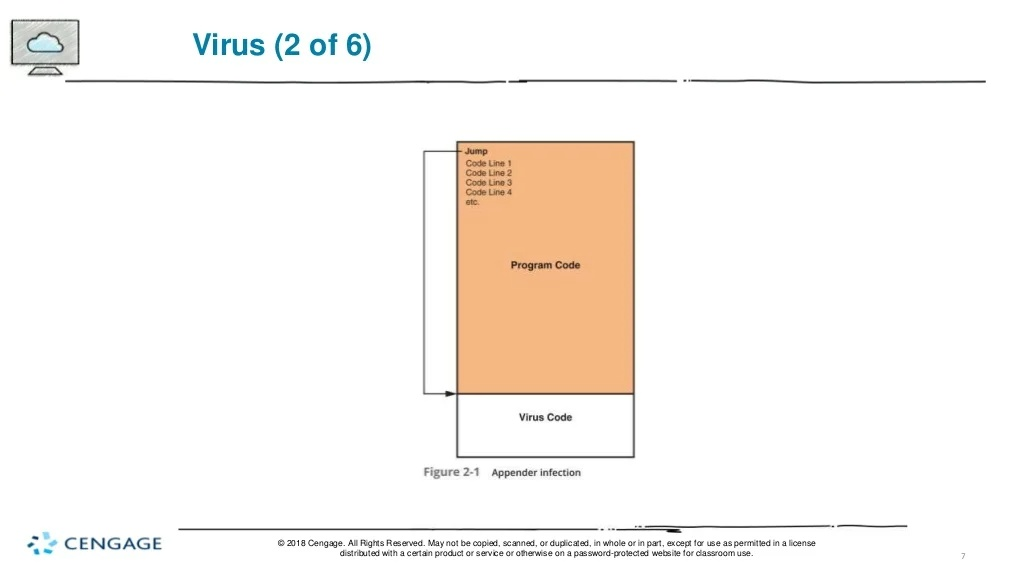 Virus (2 of 6)
Jump
Code Line 1
Code Line 2
Code Line 3
Code Line 4
etc.
Program Code
Virus Code
Figure 2-1 Appender infection
CENGAGE
© 2018 Cengage. All Rights Reserved. May not be copied, scanned, or duplicated, in whole or in part, except for use as permitted in a license
distributed with a certain product or service or otherwise on a password-protected website for classroom use.
7